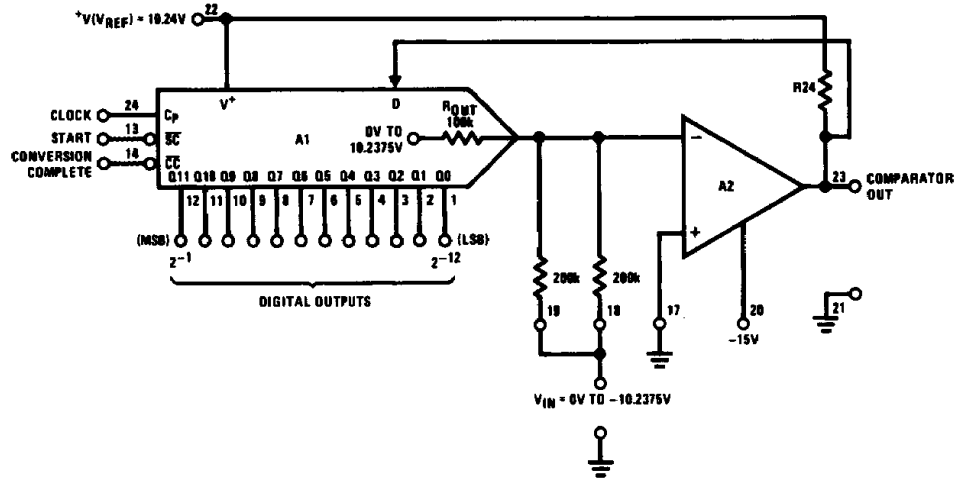 +V(VREF) = 10.24V 22
CLOCK 24 CP
START 13 SC
CONVERSION COMPLETE 14 CC
V+ D
A1
0V TO
10.2375V
ROUT
100k
Q11 Q10 Q9 Q8 Q7 Q6 Q5 Q4 Q3 Q2 Q1 Q0
12 11 10 9 8 7 6 5 4 3 2 1
(MSB) (LSB)
2-1 2-12
DIGITAL OUTPUTS
200k 200k
19 18
VIN = 0V TO -10.2375V
−
+
A2
R24
23 COMPARATOR
OUT
17
20
-15V
21